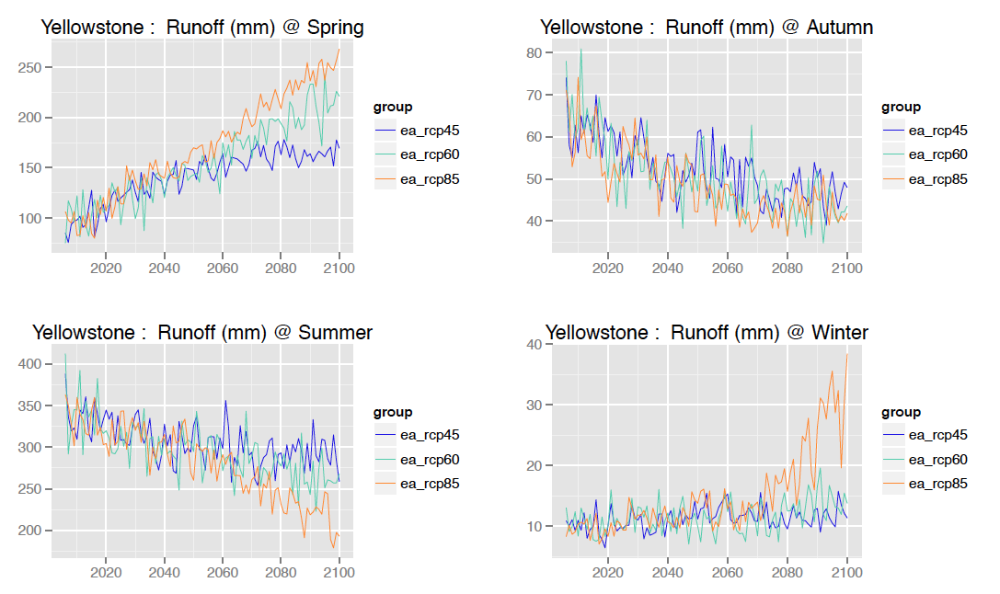 Yellowstone : Runoff (mm) @ Spring
250
200
150
100
2020 2040 2060 2080 2100
group
ea_rcp45
ea_rcp60
ea_rcp85
Yellowstone : Runoff (mm) @ Autumn
80
70
60
50
40
2020 2040 2060 2080 2100
group
ea_rcp45
ea_rcp60
ea_rcp85
Yellowstone : Runoff (mm) @ Summer
400
350
300
250
200
2020 2040 2060 2080 2100
group
ea_rcp45
ea_rcp60
ea_rcp85
Yellowstone : Runoff (mm) @ Winter
40
30
20
10
2020 2040 2060 2080 2100
group
ea_rcp45
ea_rcp60
ea_rcp85